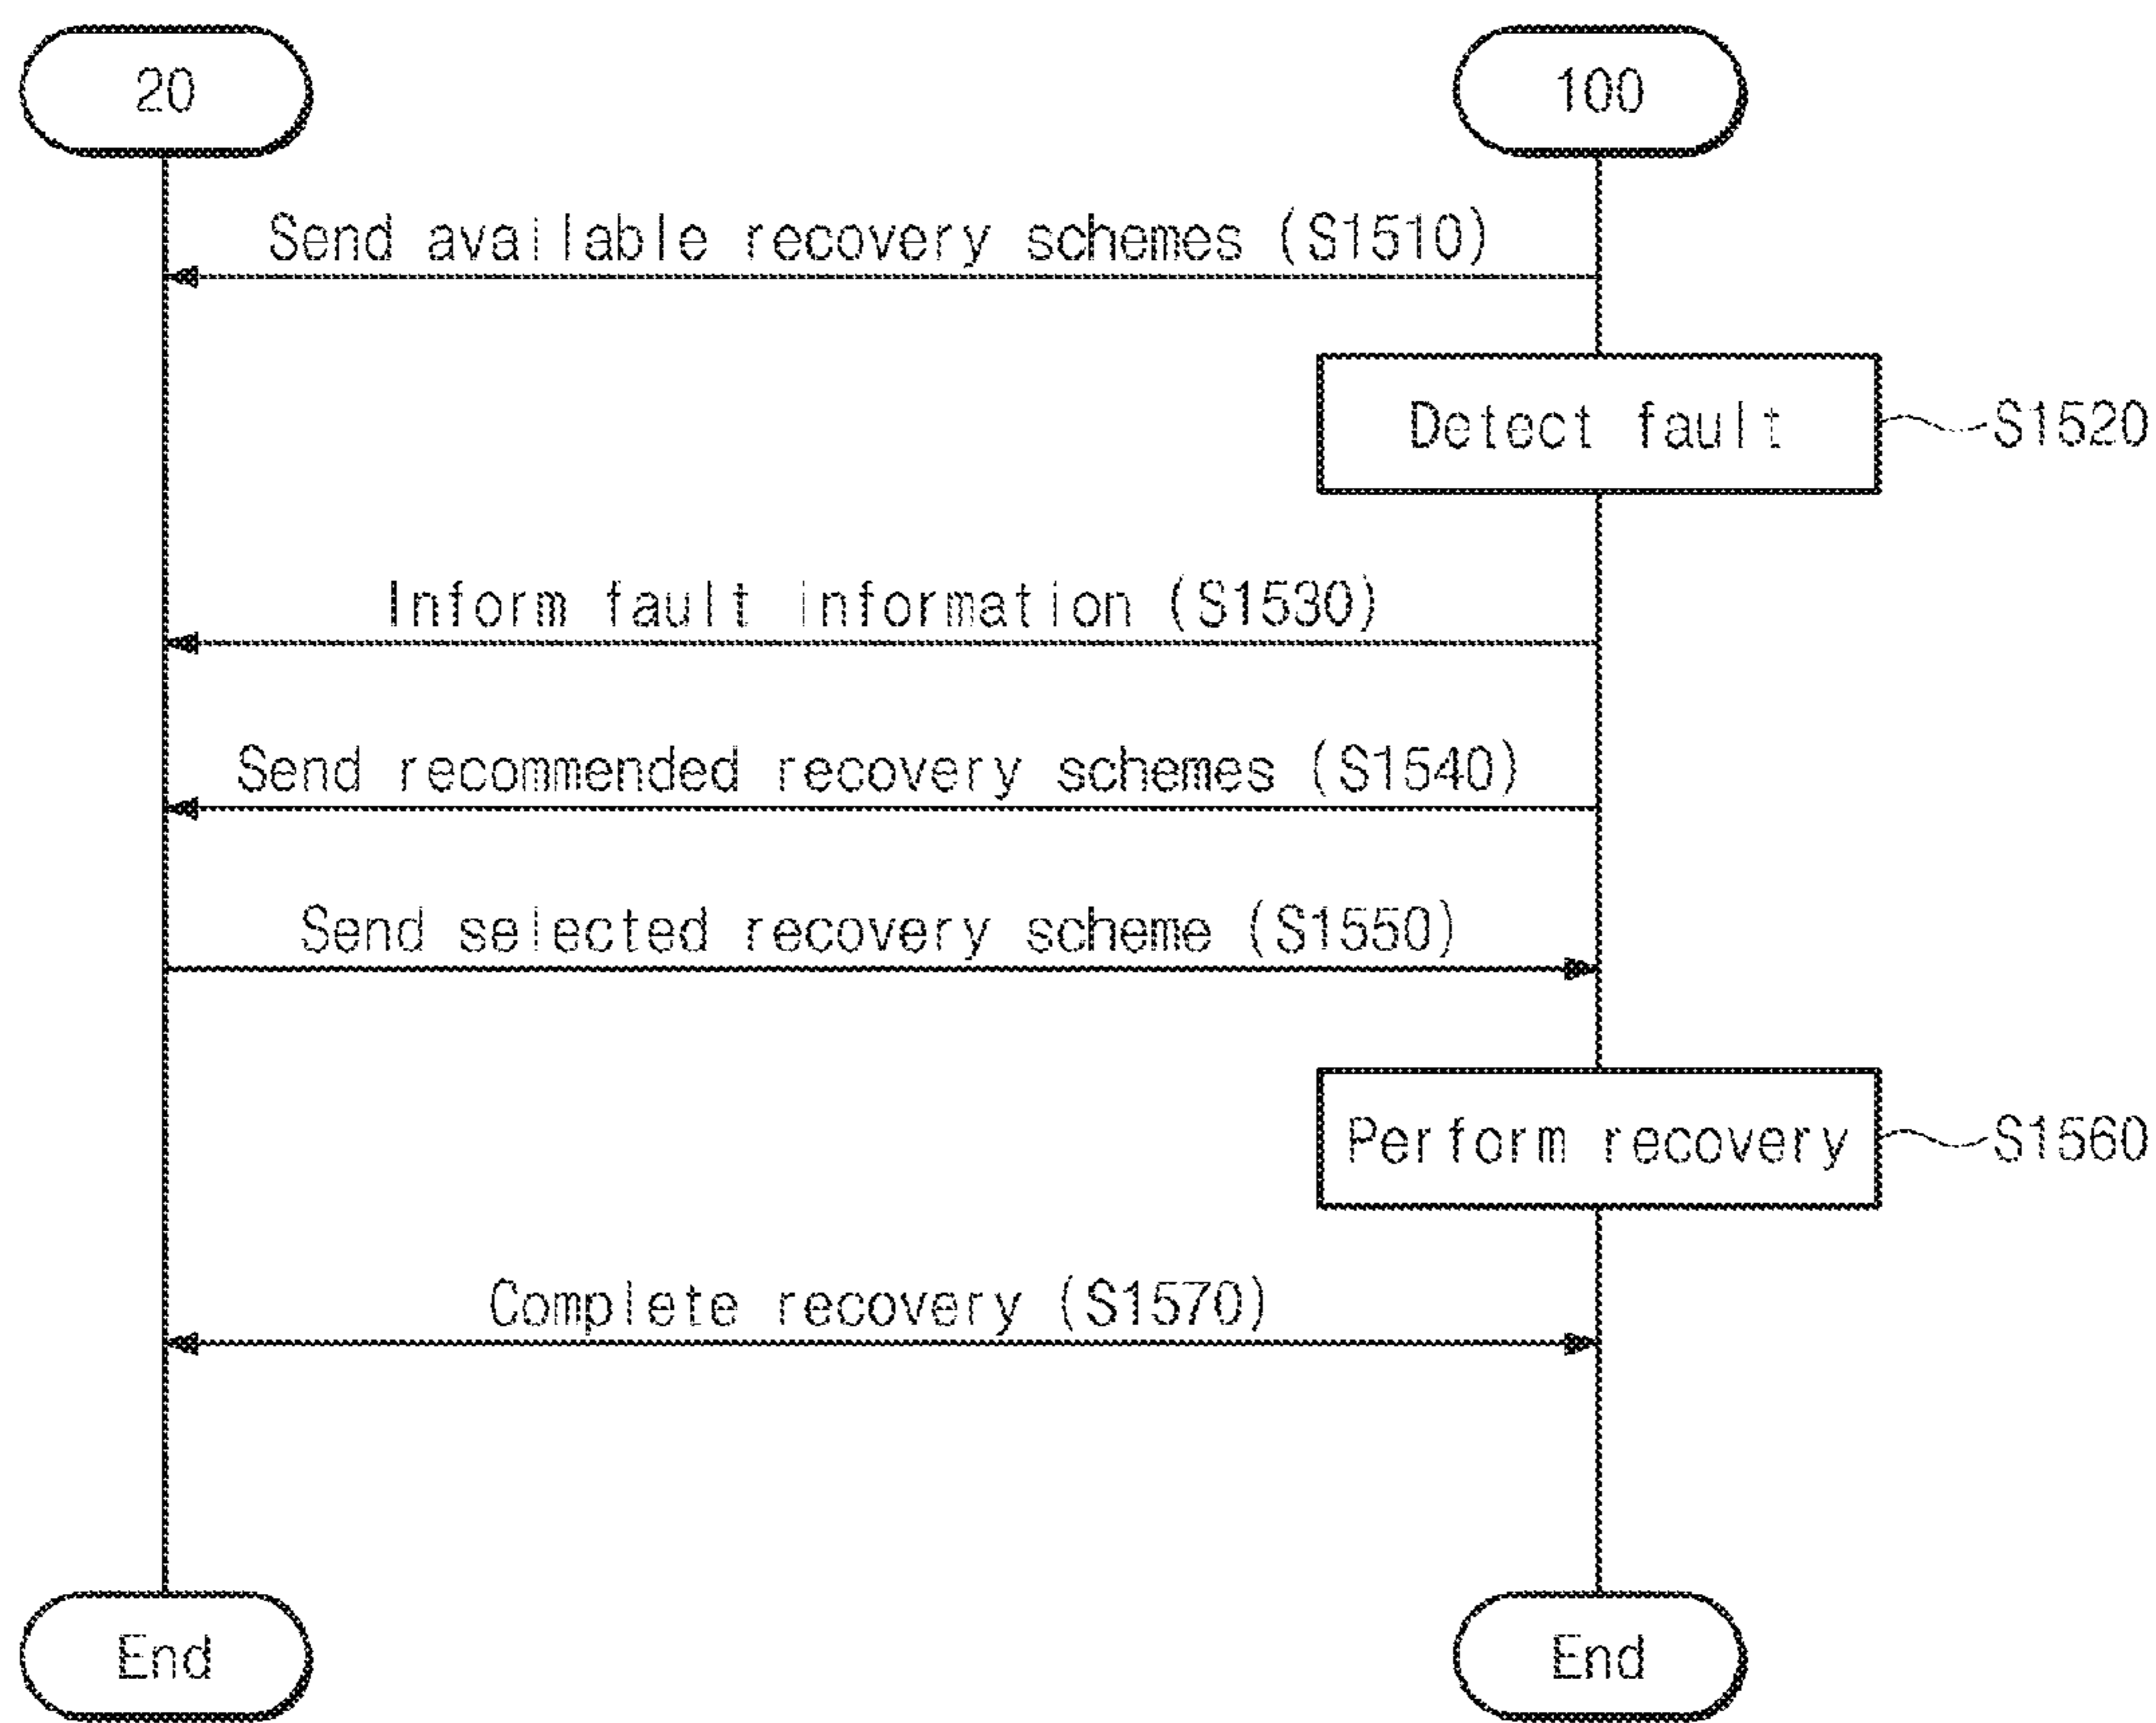 20
100
Send available recovery schemes (S1510)
Detect fault
S1520
Inform fault information (S1530)
Send recommended recovery schemes (S1540)
Send selected recovery scheme (S1550)
Perform recovery
S1560
Complete recovery (S1570)
End
End